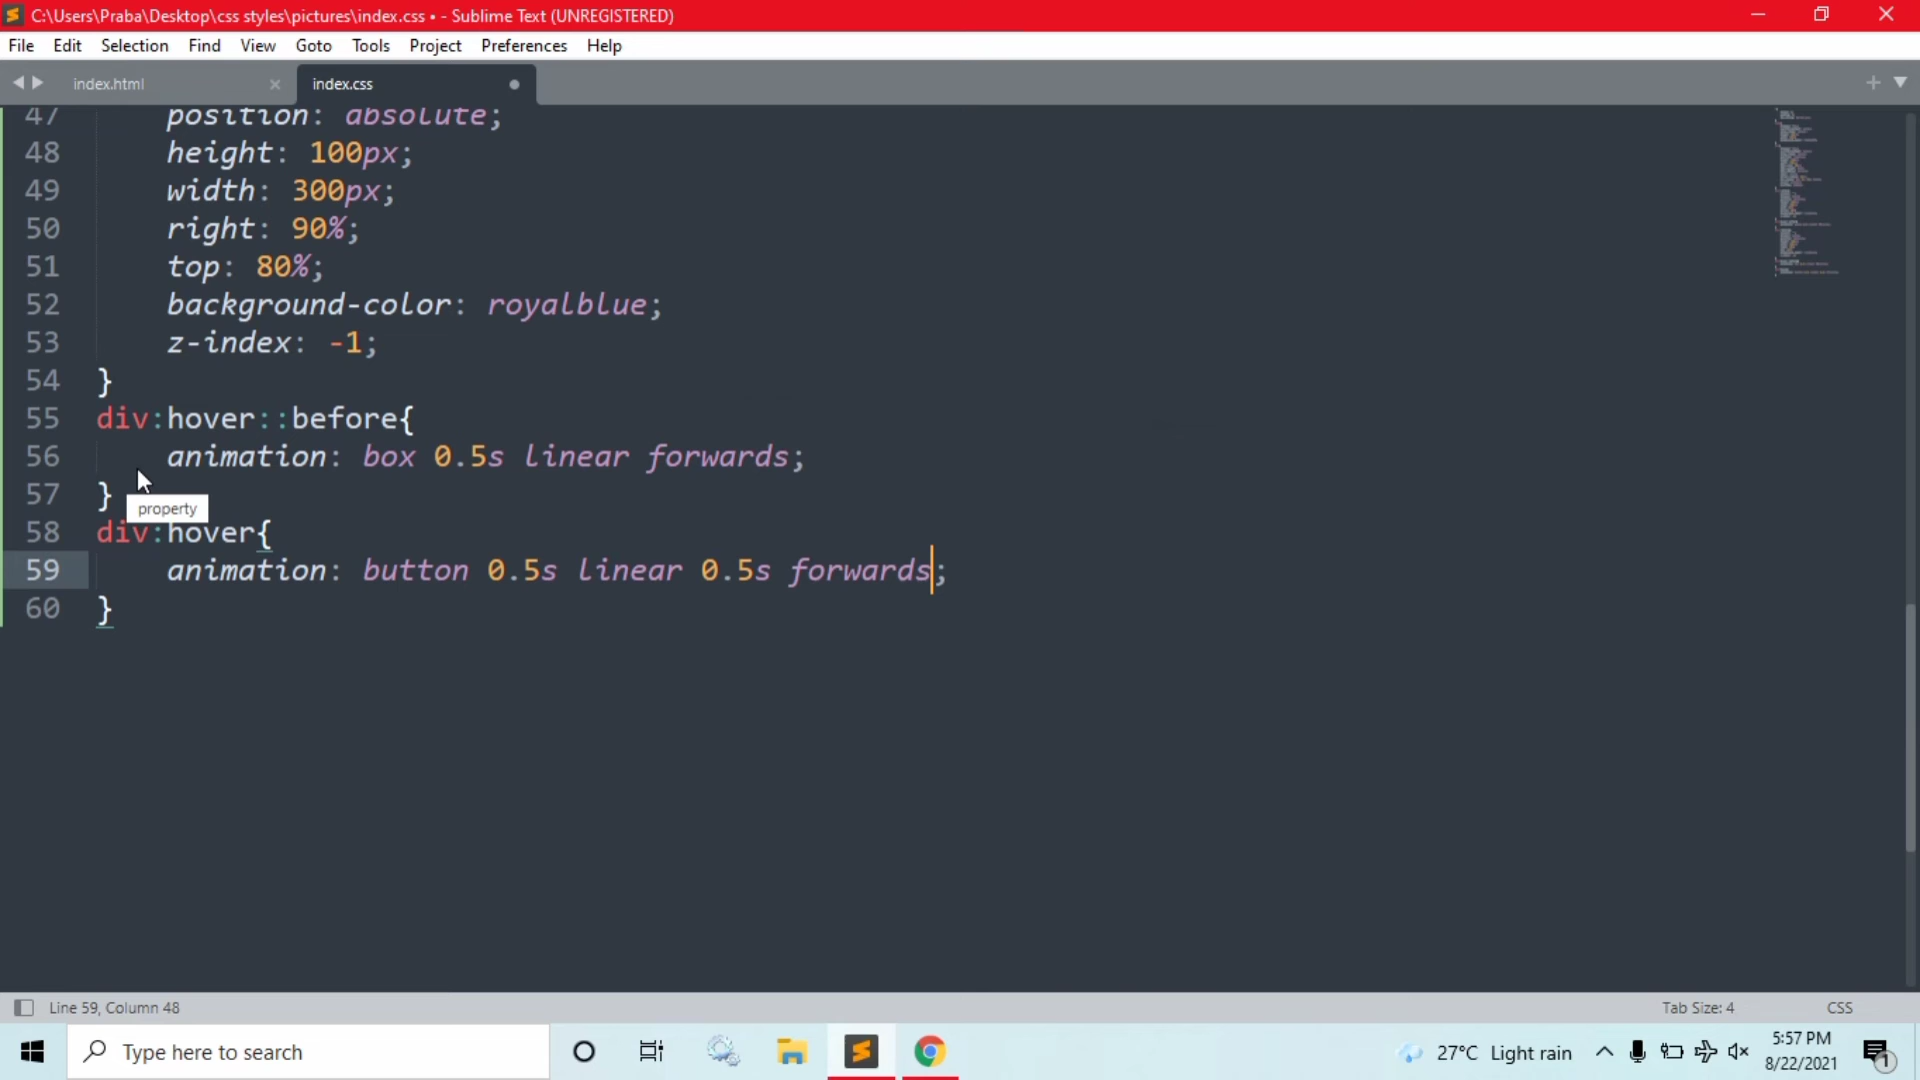 C:\Users\Praba\Desktop\css styles\pictures\index.css • - Sublime Text (UNREGISTERED)
File Edit Selection Find View Goto Tools Project Preferences Help
index.html × index.css
47 position: absolute;
48 height: 100px;
49 width: 300px;
50 right: 90%;
51 top: 80%;
52 background-color: royalblue;
53 z-index: -1;
54 }
55 div:hover::before{
56 animation: box 0.5s linear forwards;
57 }
property
58 div:hover{
59 animation: button 0.5s linear 0.5s forwards;
60 }
Line 59, Column 48 Tab Size: 4 CSS
Type here to search 27°C Light rain 5:57 PM
8/22/2021 1